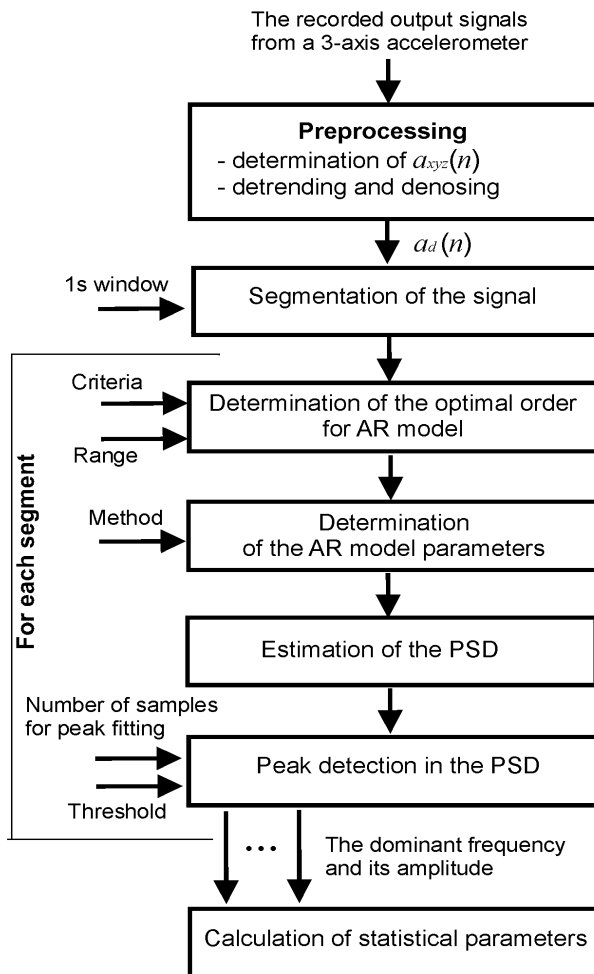 The recorded output signals
from a 3-axis accelerometer
Preprocessing
- determination of axyz(n)
- detrending and denosing
ad(n)
1s window
Segmentation of the signal
Criteria
Determination of the optimal order
for AR model
Range
For each segment
Method
Determination
of the AR model parameters
Estimation of the PSD
Number of samples
for peak fitting
Peak detection in the PSD
Threshold
...
The dominant frequency
and its amplitude
Calculation of statistical parameters